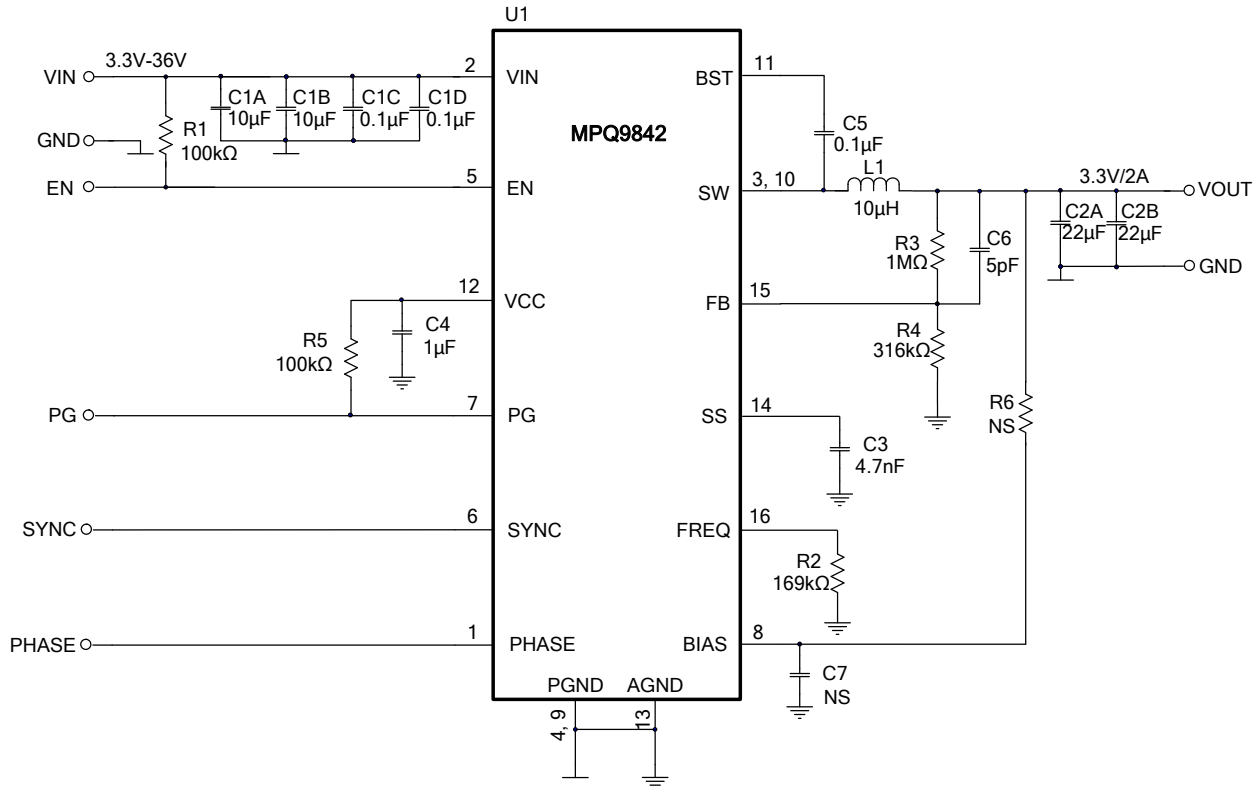 U1
MPQ9842
VIN
3.3V-36V
2
VIN
C1A
10µF
C1B
10µF
C1C
0.1µF
C1D
0.1µF
R1
100kΩ
GND
EN
5
EN
12
VCC
R5
100kΩ
C4
1µF
PG
7
PG
SYNC
6
SYNC
PHASE
1
PHASE
PGND
AGND
4, 9
13
BST
11
C5
0.1µF
SW
3, 10
L1
10µH
3.3V/2A
VOUT
C2A
22µF
C2B
22µF
GND
R3
1MΩ
C6
5pF
FB
15
R4
316kΩ
SS
14
C3
4.7nF
R6
NS
FREQ
16
R2
169kΩ
BIAS
8
C7
NS